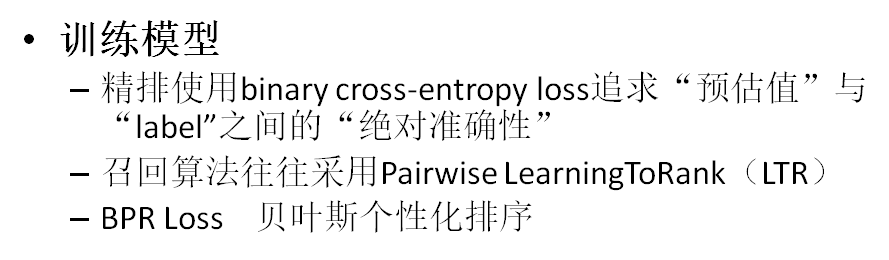 • 训练模型
– 精排使用binary cross-entropy loss追求“预估值”与
“label”之间的“绝对准确性”
– 召回算法往往采用Pairwise LearningToRank（LTR）
– BPR Loss　贝叶斯个性化排序